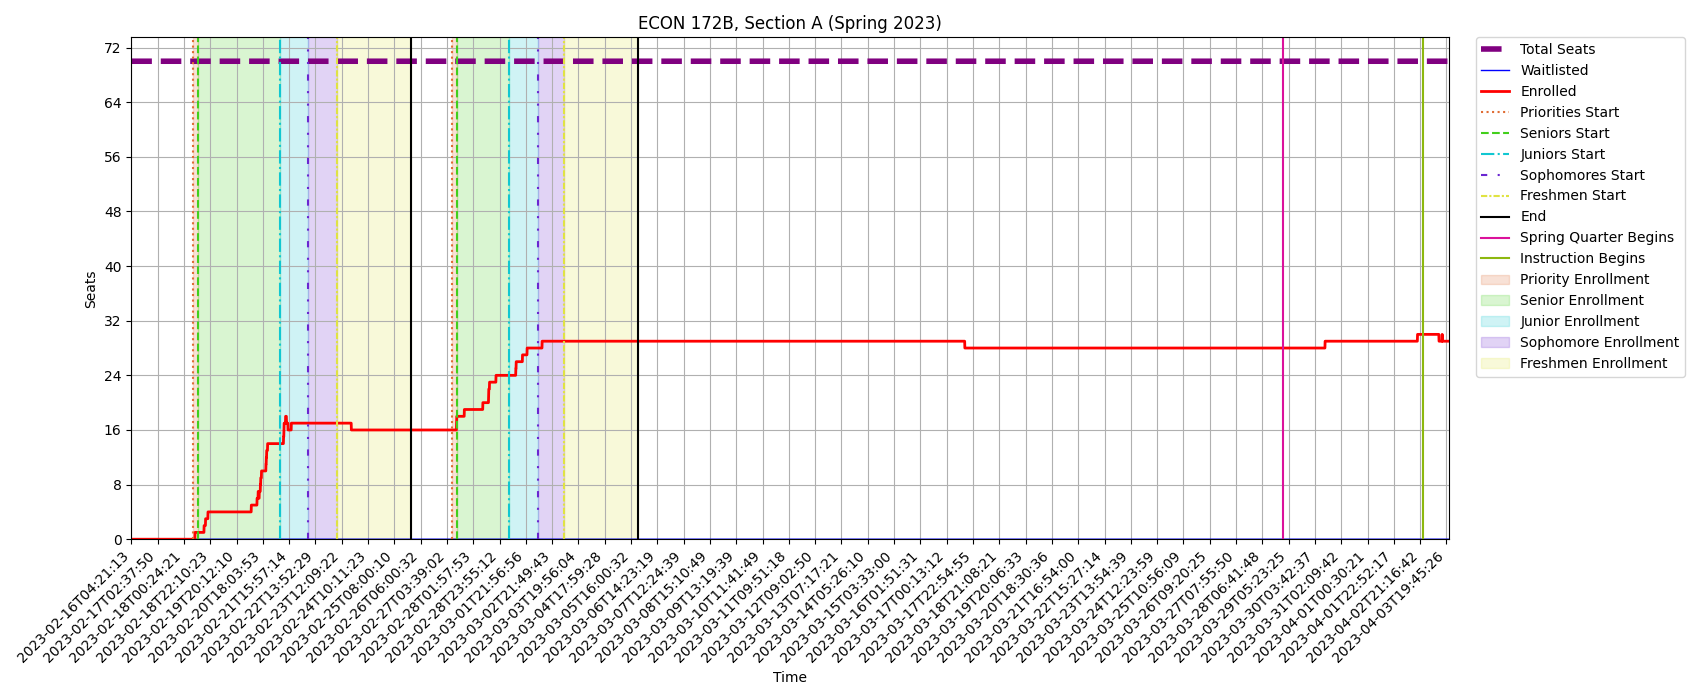 ECON 172B, Section A (Spring 2023)
72
64
56
48
40
32
24
16
8
0
Seats
2023-02-16T04:21:13
2023-02-17T02:37:50
2023-02-18T00:24:21
2023-02-18T22:10:23
2023-02-19T20:12:10
2023-02-20T18:03:53
2023-02-21T15:57:14
2023-02-22T13:52:29
2023-02-23T12:09:22
2023-02-24T10:11:23
2023-02-25T08:00:10
2023-02-26T06:00:32
2023-02-27T03:39:02
2023-02-28T01:57:53
2023-02-28T23:55:12
2023-03-01T21:56:56
2023-03-02T21:49:43
2023-03-03T19:56:04
2023-03-04T17:59:28
2023-03-05T16:00:32
2023-03-06T14:23:19
2023-03-07T12:24:39
2023-03-08T15:10:49
2023-03-09T13:19:39
2023-03-10T11:41:49
2023-03-11T09:51:18
2023-03-12T09:02:50
2023-03-13T07:17:21
2023-03-14T05:26:10
2023-03-15T03:33:00
2023-03-16T01:51:31
2023-03-17T00:13:12
2023-03-17T22:54:55
2023-03-18T21:08:21
2023-03-19T20:06:33
2023-03-20T18:30:36
2023-03-21T16:54:00
2023-03-22T15:27:14
2023-03-23T13:54:39
2023-03-24T12:23:59
2023-03-25T10:56:09
2023-03-26T09:20:25
2023-03-27T07:55:50
2023-03-28T06:41:48
2023-03-29T05:23:25
2023-03-30T03:42:37
2023-03-31T02:09:42
2023-04-01T00:30:21
2023-04-01T22:52:17
2023-04-02T21:16:42
2023-04-03T19:45:26
Time
Total Seats
Waitlisted
Enrolled
Priorities Start
Seniors Start
Juniors Start
Sophomores Start
Freshmen Start
End
Spring Quarter Begins
Instruction Begins
Priority Enrollment
Senior Enrollment
Junior Enrollment
Sophomore Enrollment
Freshmen Enrollment